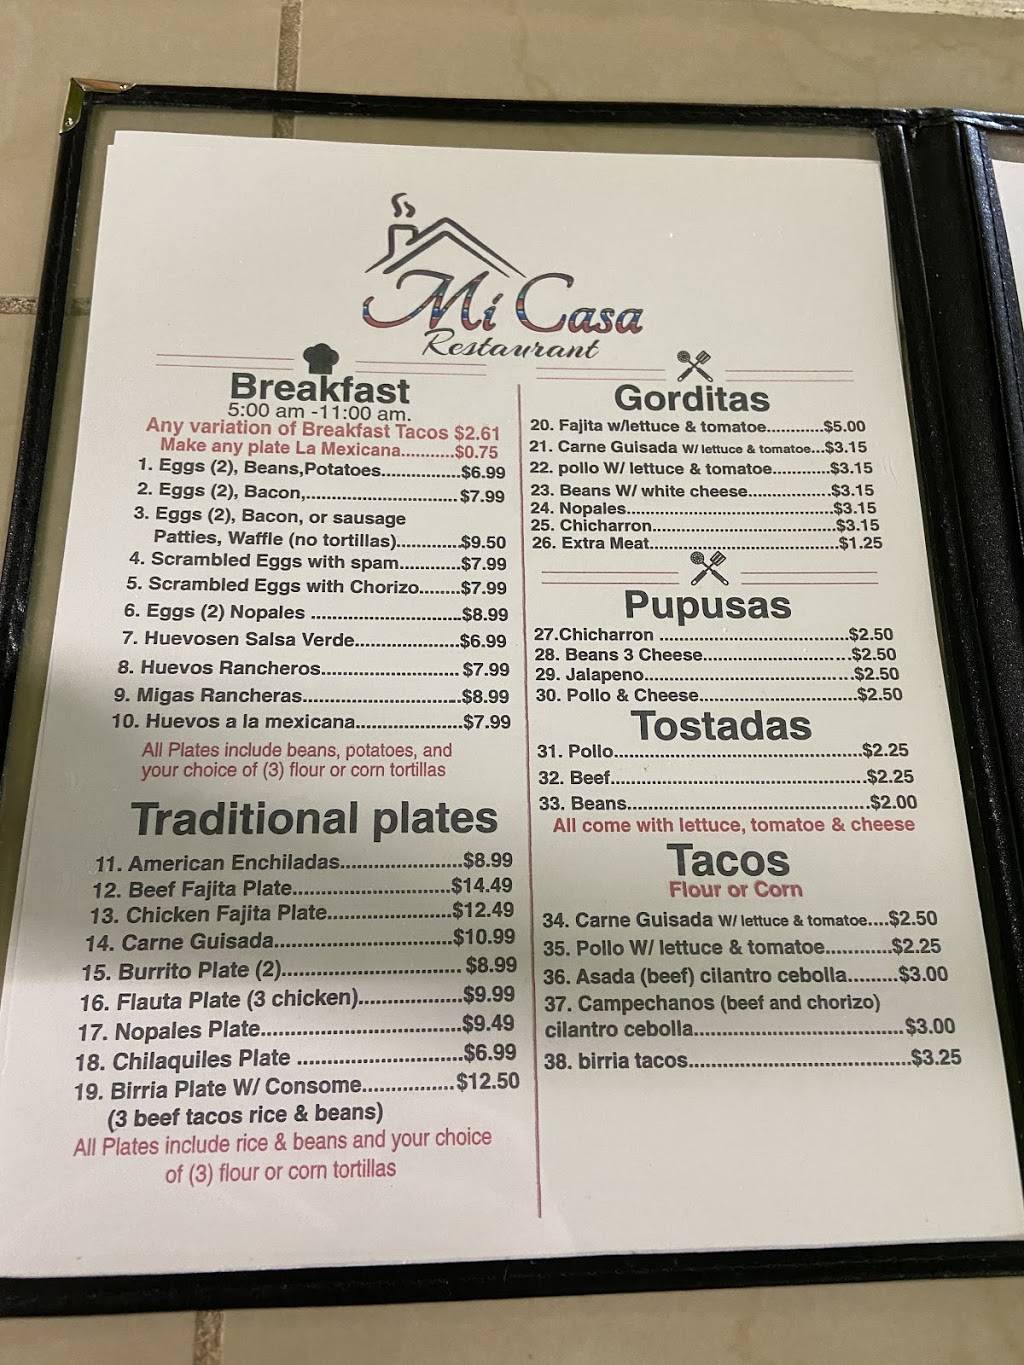 Mi Casa
Restaurant
Breakfast
5:00 am -11:00 am.
Any variation of Breakfast Tacos $2.61
Make any plate La Mexicana...........$0.75
1. Eggs (2), Beans,Potatoes...............$6.99
2. Eggs (2), Bacon,.............................$7.99
3. Eggs (2), Bacon, or sausage
Patties, Waffle (no tortillas)............$9.50
4. Scrambled Eggs with spam............$7.99
5. Scrambled Eggs with Chorizo........$7.99
6. Eggs (2) Nopales .............................$8.99
7. Huevosen Salsa Verde....................$6.99
8. Huevos Rancheros.......................... $7.99
9. Migas Rancheras..............................$8.99
10. Huevos a la mexicana....................$7.99
All Plates include beans, potatoes, and
your choice of (3) flour or corn tortillas
Traditional plates
11. American Enchiladas......................$8.99
12. Beef Fajita Plate............................$14.49
13. Chicken Fajita Plate......................$12.49
14. Carne Guisada...............................$10.99
15. Burrito Plate (2)............................... $8.99
16. Flauta Plate (3 chicken)..................$9.99
17. Nopales Plate...................................$9.49
18. Chilaquiles Plate .............................$6.99
19. Birria Plate W/ Consome................$12.50
(3 beef tacos rice & beans)
All Plates include rice & beans and your choice
of (3) flour or corn tortillas
Gorditas
20. Fajita w/lettuce & tomatoe............$5.00
21. Carne Guisada W/ lettuce & tomatoe...$3.15
22. pollo W/ lettuce & tomatoe............$3.15
23. Beans W/ white cheese.................$3.15
24. Nopales..........................................$3.15
25. Chicharron.....................................$3.15
26. Extra Meat......................................$1.25
Pupusas
27.Chicharron ......................................$2.50
28. Beans 3 Cheese..............................$2.50
29. Jalapeno..........................................$2.50
30. Pollo & Cheese................................$2.50
Tostadas
31. Pollo.................................................$2.25
32. Beef..................................................$2.25
33. Beans................................................$2.00
All come with lettuce, tomatoe & cheese
Tacos
Flour or Corn
34. Carne Guisada W/ lettuce & tomatoe....$2.50
35. Pollo W/ lettuce & tomatoe............$2.25
36. Asada (beef) cilantro cebolla.........$3.00
37. Campechanos (beef and chorizo)
cilantro cebolla......................................$3.00
38. birria tacos........................................$3.25